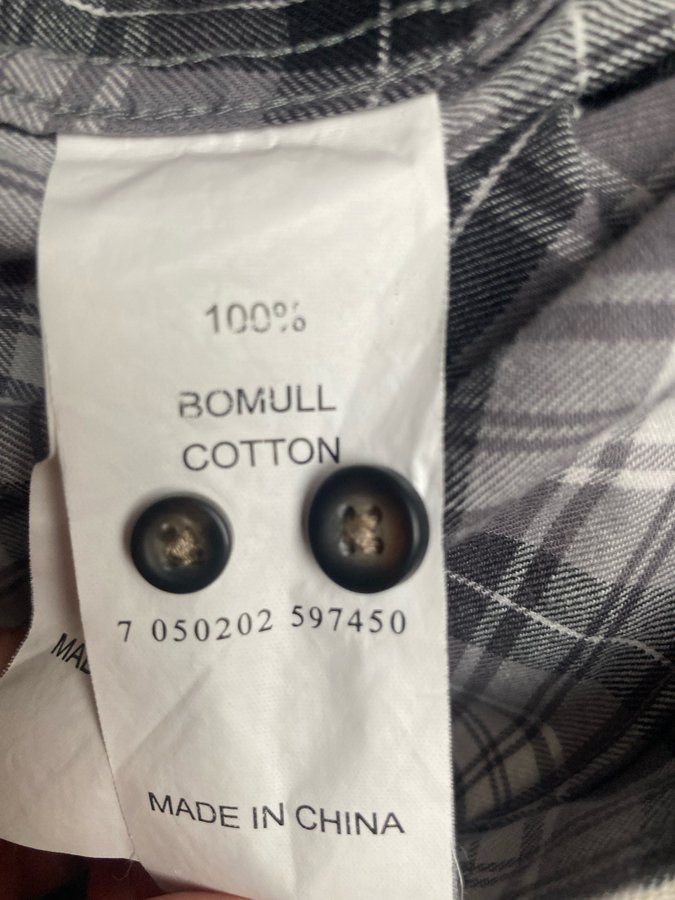 100%
BOMULL
COTTON
7 050202 597450
MADE IN CHINA